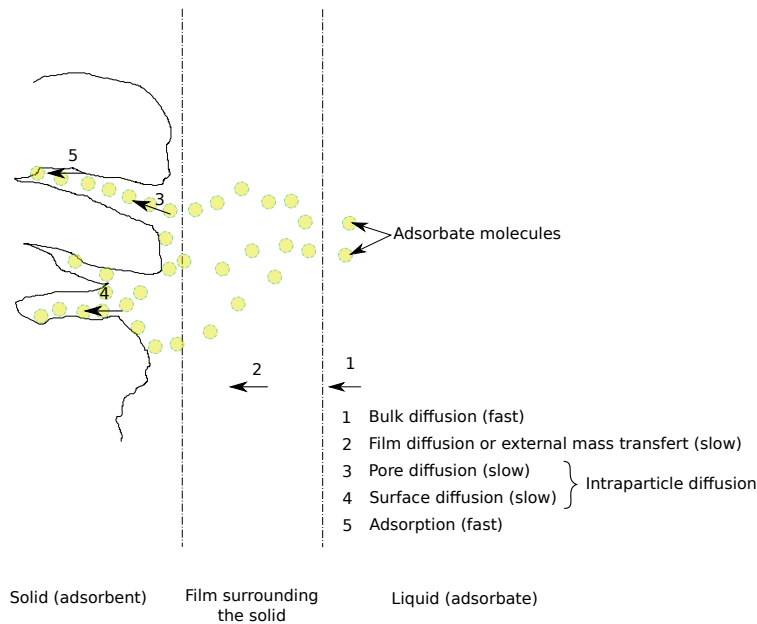 5
3
Adsorbate molecules
4
2
1
1 Bulk diffusion (fast)
2 Film diffusion or external mass transfert (slow)
3 Pore diffusion (slow)
Intraparticle diffusion
4 Surface diffusion (slow)
5 Adsorption (fast)
Solid (adsorbent)
Film surrounding
the solid
Liquid (adsorbate)